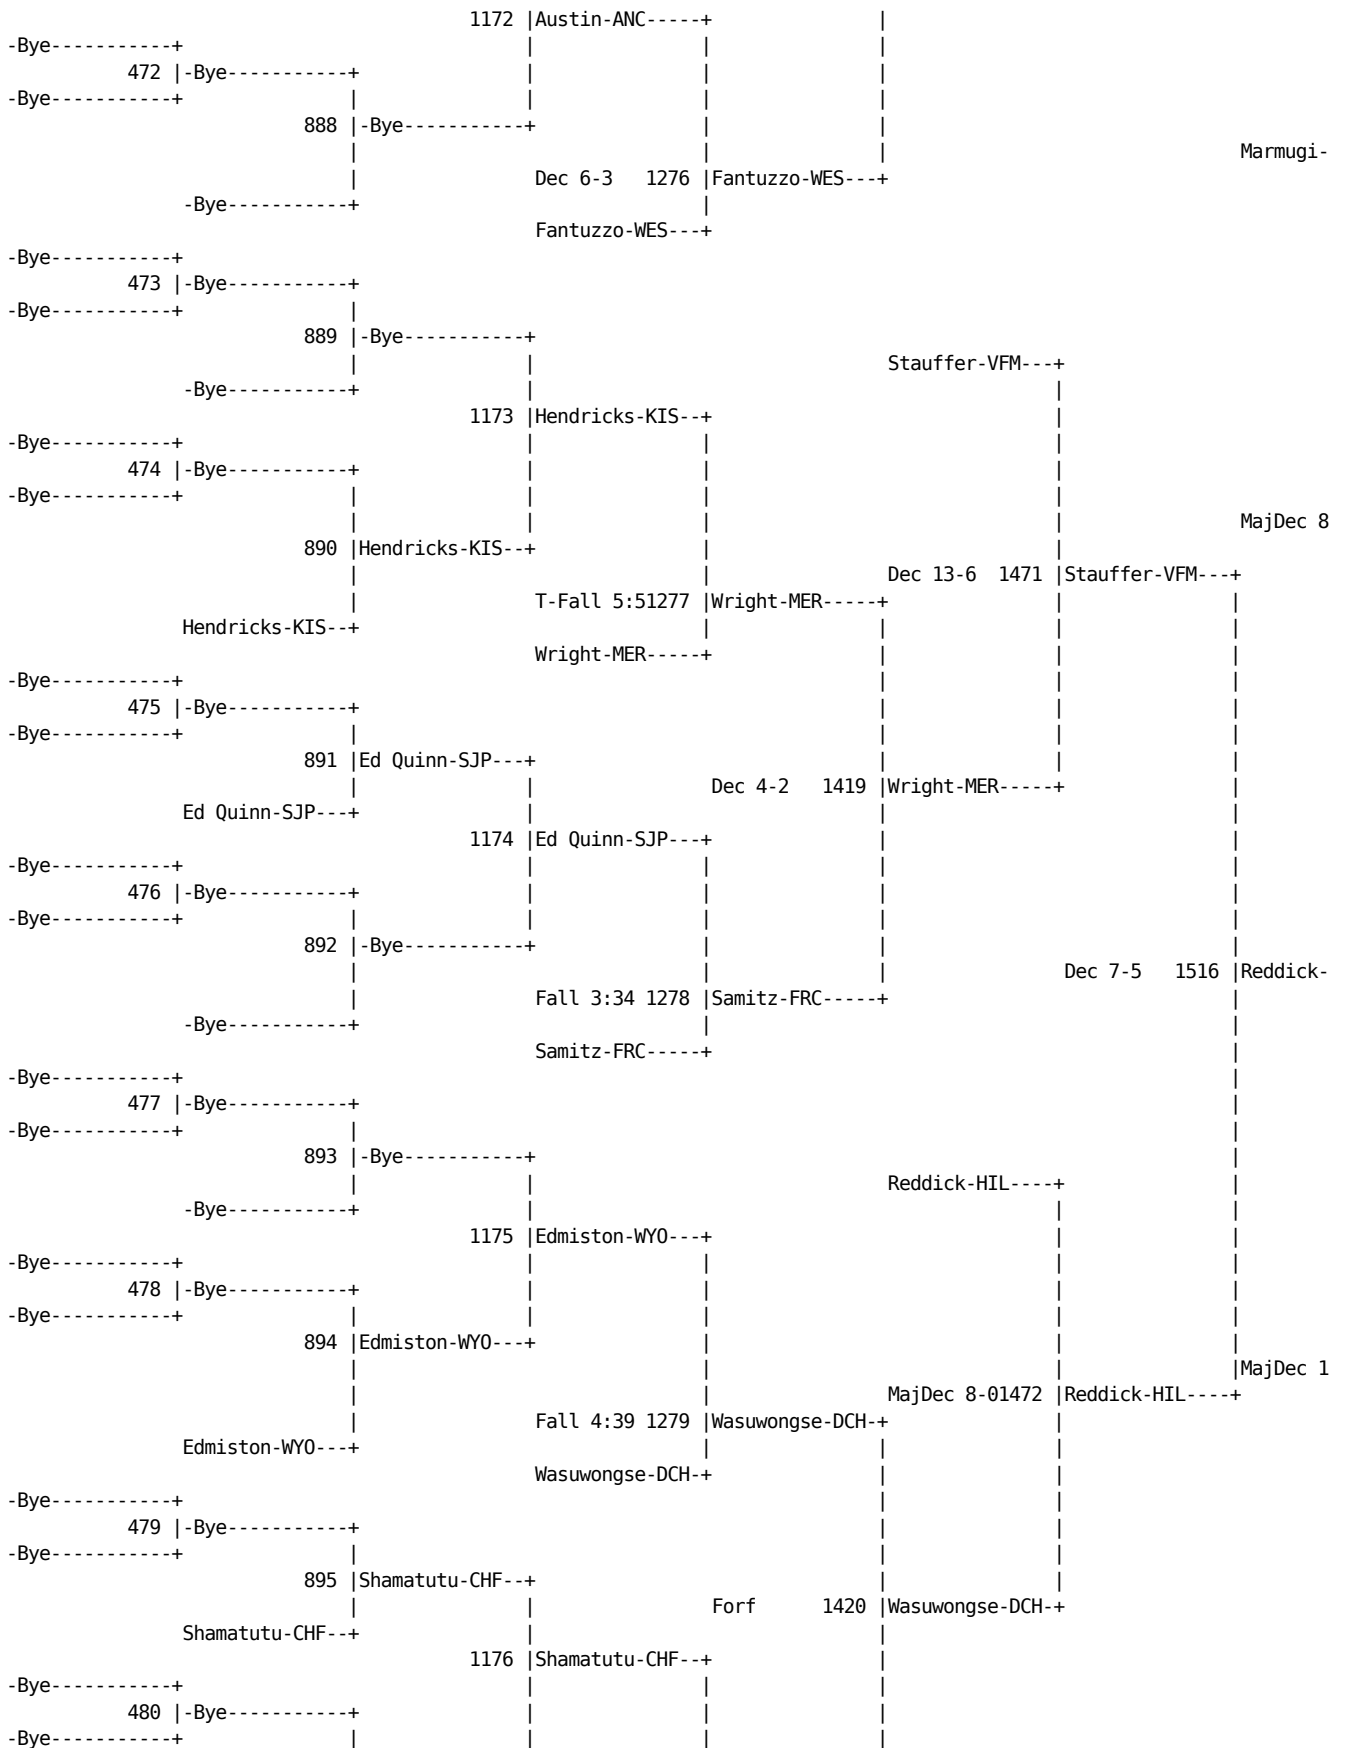 1172 |Austin-ANC-----+ |
-Bye-----------+ | | |
472 |-Bye-----------+ | | |
-Bye-----------+ | | | |
888 |-Bye-----------+ | |
| | | Marmugi-
| Dec 6-3 1276 |Fantuzzo-WES---+
-Bye-----------+ |
Fantuzzo-WES---+
-Bye-----------+
473 |-Bye-----------+
-Bye-----------+ |
889 |-Bye-----------+
| | Stauffer-VFM---+
-Bye-----------+ | |
1173 |Hendricks-KIS--+ |
-Bye-----------+ | | |
474 |-Bye-----------+ | | |
-Bye-----------+ | | | |
| | | | MajDec 8
890 |Hendricks-KIS--+ | |
| | Dec 13-6 1471 |Stauffer-VFM---+
| T-Fall 5:51277 |Wright-MER-----+ | |
Hendricks-KIS--+ | | | |
Wright-MER-----+ | | |
-Bye-----------+ | | |
475 |-Bye-----------+ | | |
-Bye-----------+ | | | |
891 |Ed Quinn-SJP---+ | | |
| | Dec 4-2 1419 |Wright-MER-----+ |
Ed Quinn-SJP---+ | | |
1174 |Ed Quinn-SJP---+ | |
-Bye-----------+ | | | |
476 |-Bye-----------+ | | | |
-Bye-----------+ | | | | |
892 |-Bye-----------+ | | |
| | | Dec 7-5 1516 |Reddick-
| Fall 3:34 1278 |Samitz-FRC-----+ |
-Bye-----------+ | |
Samitz-FRC-----+ |
-Bye-----------+ |
477 |-Bye-----------+ |
-Bye-----------+ | |
893 |-Bye-----------+ |
| | Reddick-HIL----+ |
-Bye-----------+ | | |
1175 |Edmiston-WYO---+ | |
-Bye-----------+ | | | |
478 |-Bye-----------+ | | | |
-Bye-----------+ | | | | |
894 |Edmiston-WYO---+ | | |
| | | |MajDec 1
| | MajDec 8-01472 |Reddick-HIL----+
| Fall 4:39 1279 |Wasuwongse-DCH-+ |
Edmiston-WYO---+ | | |
Wasuwongse-DCH-+ | |
-Bye-----------+ | |
479 |-Bye-----------+ | |
-Bye-----------+ | | |
895 |Shamatutu-CHF--+ | |
| | Forf 1420 |Wasuwongse-DCH-+
Shamatutu-CHF--+ | |
1176 |Shamatutu-CHF--+ |
-Bye-----------+ | | |
480 |-Bye-----------+ | | |
-Bye-----------+ | | | |